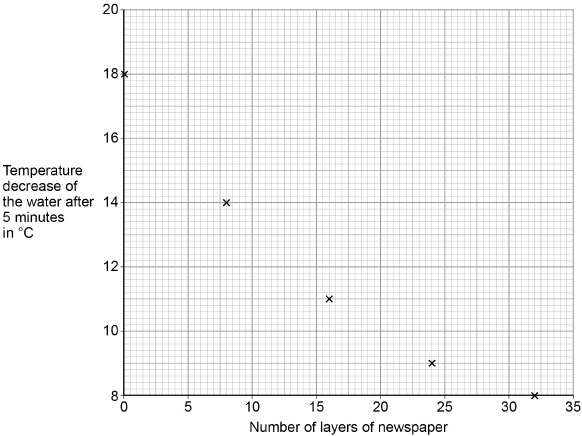 20
18
16
14
12
10
8
Temperature
decrease of
the water after
5 minutes
in °C
0 5 10 15 20 25 30 35
Number of layers of newspaper